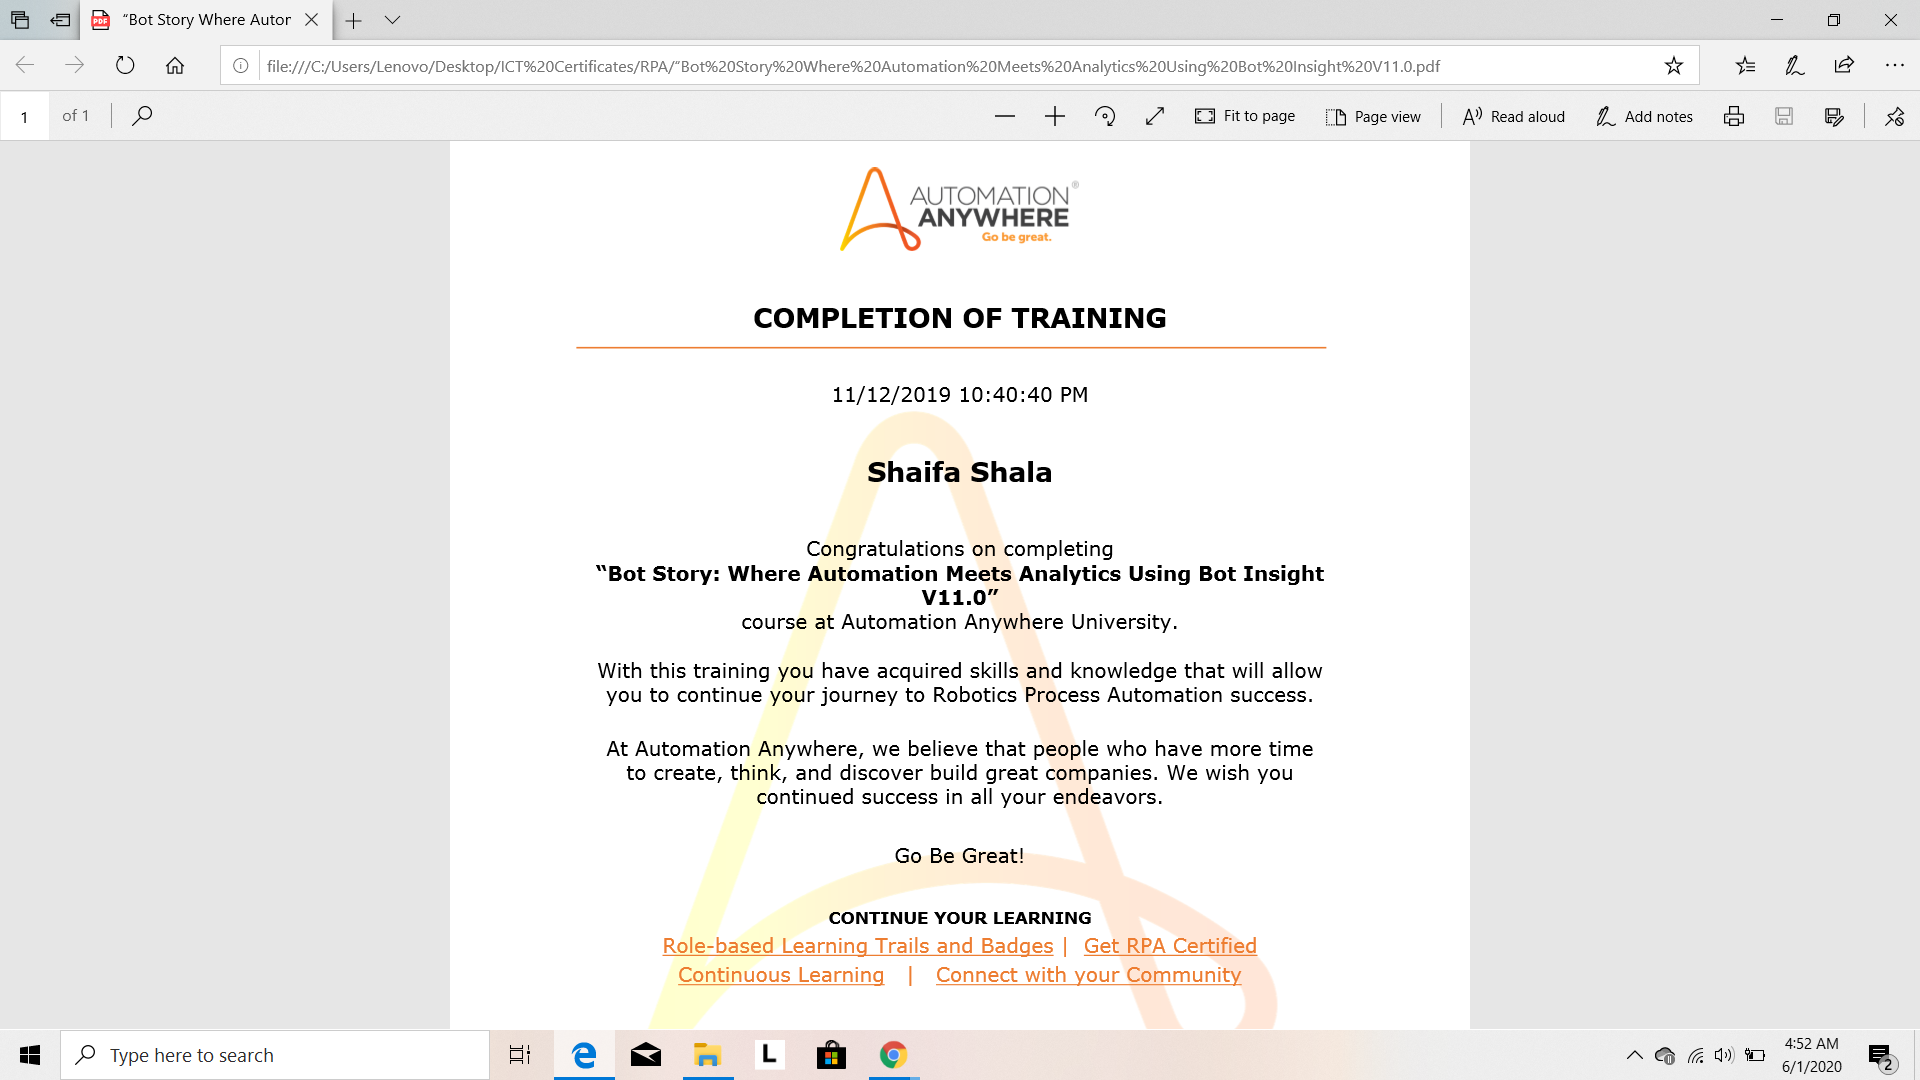 “Bot Story Where Autor
file:///C:/Users/Lenovo/Desktop/ICT%20Certificates/RPA/“Bot%20Story%20Where%20Automation%20Meets%20Analytics%20Using%20Bot%20Insight%20V11.0.pdf
1 of 1
Fit to page
Page view
Read aloud
Add notes
AUTOMATION®
ANYWHERE
Go be great.
COMPLETION OF TRAINING
11/12/2019 10:40:40 PM
Shaifa Shala
Congratulations on completing
“Bot Story: Where Automation Meets Analytics Using Bot Insight
V11.0”
course at Automation Anywhere University.
With this training you have acquired skills and knowledge that will allow
you to continue your journey to Robotics Process Automation success.
At Automation Anywhere, we believe that people who have more time
to create, think, and discover build great companies. We wish you
continued success in all your endeavors.
Go Be Great!
CONTINUE YOUR LEARNING
Role-based Learning Trails and Badges | Get RPA Certified
Continuous Learning | Connect with your Community
Type here to search
L
4:52 AM
6/1/2020
2